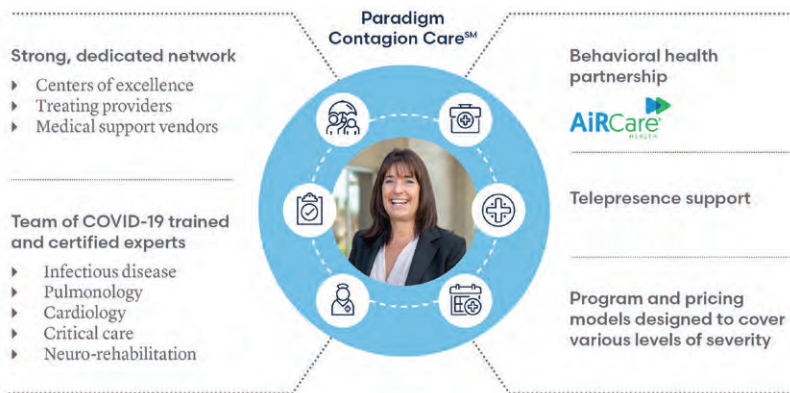 Paradigm
Contagion Care℠
Strong, dedicated network
Centers of excellence
Treating providers
Medical support vendors
Team of COVID-19 trained
and certified experts
Infectious disease
Pulmonology
Cardiology
Critical care
Neuro-rehabilitation
Behavioral health
partnership
AiRCare
HEALTH
Telepresence support
Program and pricing
models designed to cover
various levels of severity